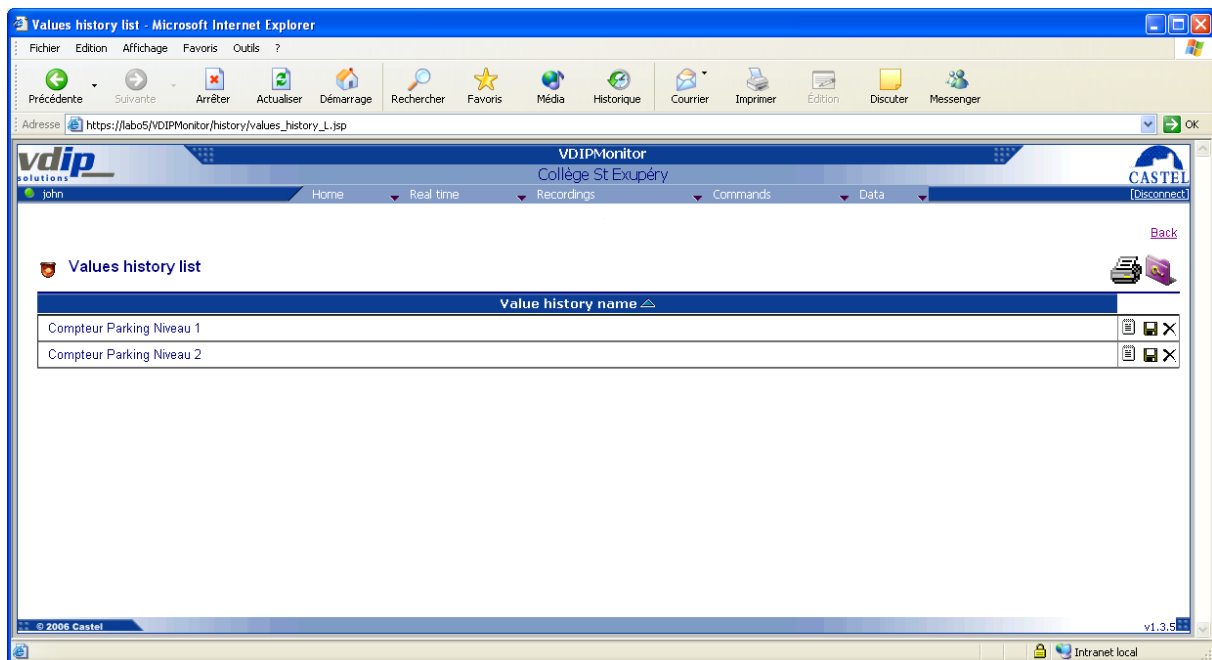 Values history list - Microsoft Internet Explorer
Fichier Edition Affichage Favoris Outils ?
Précédente Suivante Arrêter Actualiser Démarrage Rechercher Favoris Média Historique Courrier Imprimer Édition Discuter Messenger
Adresse https://labo5/VDIPMonitor/history/values_history_L.jsp OK
vdip solutions
VDIPMonitor
Collège St Exupéry
CASTEL
john Home Real time Recordings Commands Data [Disconnect]
Back
Values history list
Value history name
Compteur Parking Niveau 1
Compteur Parking Niveau 2
© 2006 Castel v1.3.5
Intranet local